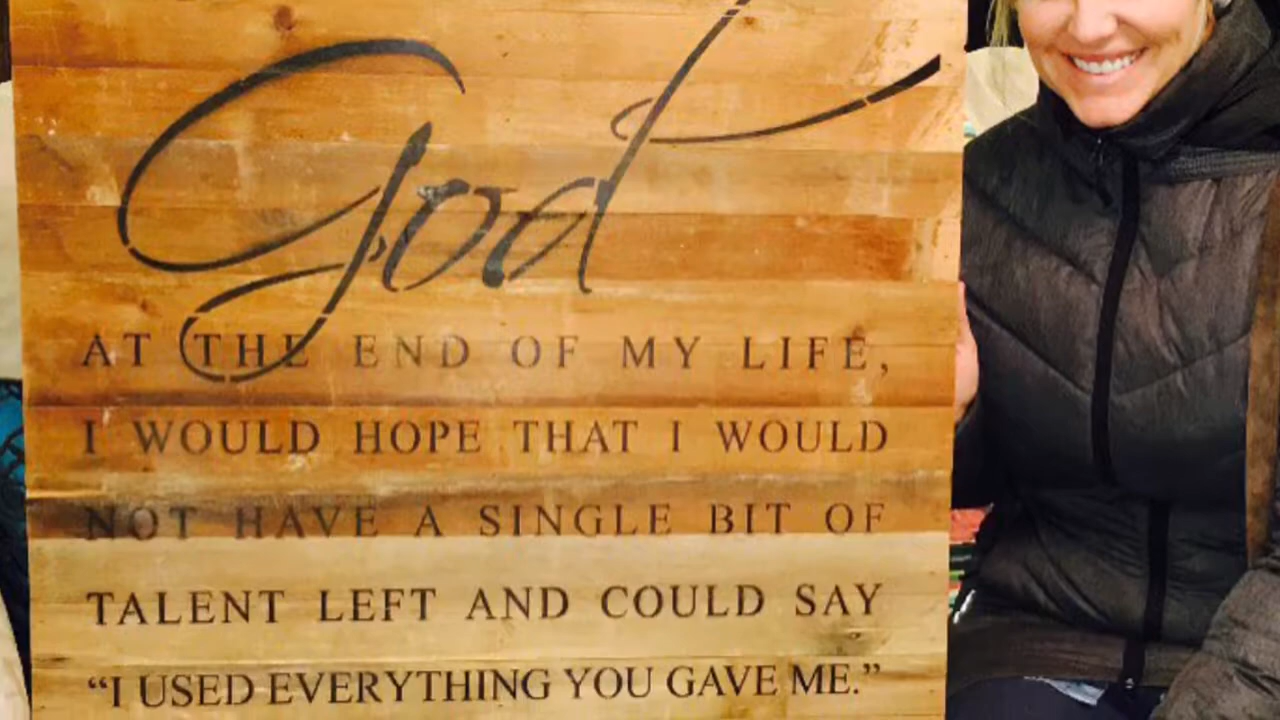 God
AT THE END OF MY LIFE,
I WOULD HOPE THAT I WOULD
NOT HAVE A SINGLE BIT OF
TALENT LEFT AND COULD SAY
“I USED EVERYTHING YOU GAVE ME.”